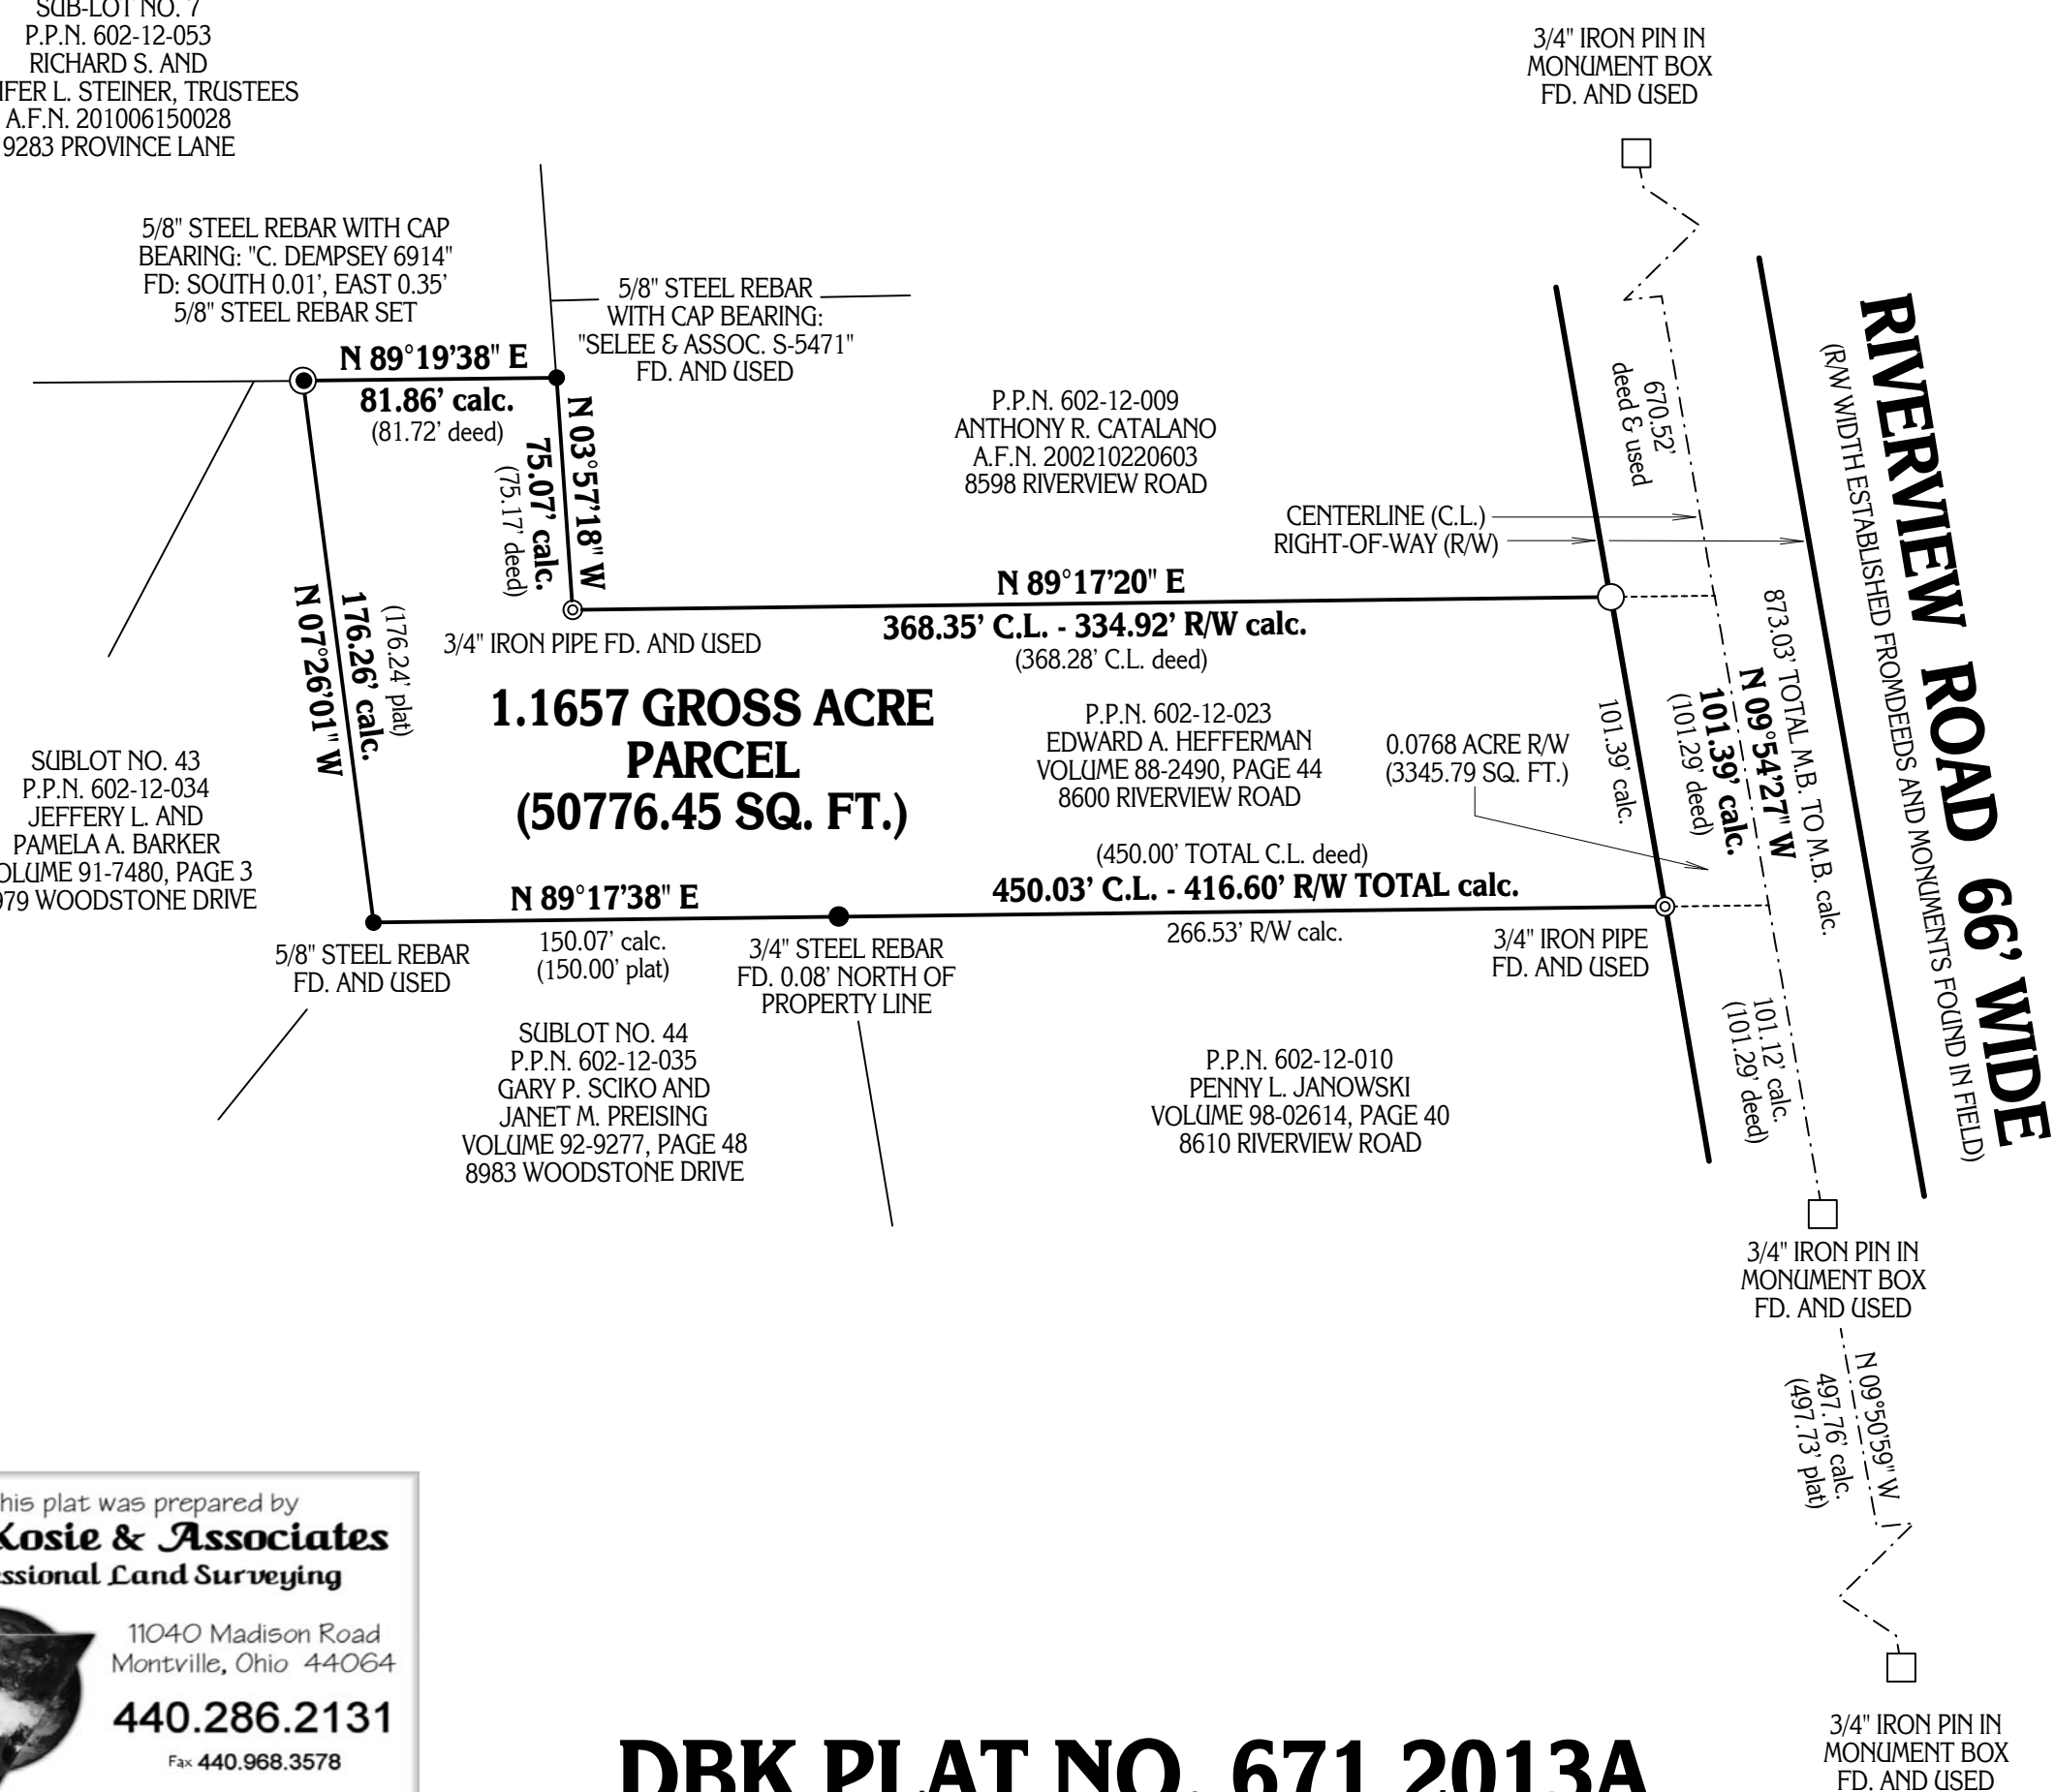 SUB-LOT NO. 7
P.P.N. 602-12-053
RICHARD S. AND
IFER L. STEINER, TRUSTEES
A.F.N. 201006150028
9283 PROVINCE LANE
3/4" IRON PIN IN
MONUMENT BOX
FD. AND USED
5/8" STEEL REBAR WITH CAP
BEARING: "C. DEMPSEY 6914"
FD: SOUTH 0.01', EAST 0.35'
5/8" STEEL REBAR SET
5/8" STEEL REBAR
WITH CAP BEARING:
"SELEE & ASSOC. S-5471"
FD. AND USED
N 89°19'38" E
81.86' calc.
(81.72' deed)
N 03°57'18" W
75.07' calc.
(75.17' deed)
P.P.N. 602-12-009
ANTHONY R. CATALANO
A.F.N. 200210220603
8598 RIVERVIEW ROAD
670.52'
deed & used
CENTERLINE (C.L.)
RIGHT-OF-WAY (R/W)
RIVERVIEW ROAD 66' WIDE
(R/W WIDTH ESTABLISHED FROMDEEDS AND MONUMENTS FOUND IN FIELD)
N 89°17'20" E
368.35' C.L. - 334.92' R/W calc.
(368.28' C.L. deed)
3/4" IRON PIPE FD. AND USED
(176.24' plat)
176.26' calc.
N 07°26'01" W
1.1657 GROSS ACRE
PARCEL
(50776.45 SQ. FT.)
P.P.N. 602-12-023
EDWARD A. HEFFERMAN
VOLUME 88-2490, PAGE 44
8600 RIVERVIEW ROAD
0.0768 ACRE R/W
(3345.79 SQ. FT.)
101.39' calc.
873.03' TOTAL M.B. TO M.B. calc.
N 09°54'27" W
101.39' calc.
(101.29' deed)
SUBLOT NO. 43
P.P.N. 602-12-034
JEFFERY L. AND
PAMELA A. BARKER
OLUME 91-7480, PAGE 3
979 WOODSTONE DRIVE
(450.00' TOTAL C.L. deed)
450.03' C.L. - 416.60' R/W TOTAL calc.
266.53' R/W calc.
N 89°17'38" E
150.07' calc.
(150.00' plat)
5/8" STEEL REBAR
FD. AND USED
3/4" STEEL REBAR
FD. 0.08' NORTH OF
PROPERTY LINE
3/4" IRON PIPE
FD. AND USED
SUBLOT NO. 44
P.P.N. 602-12-035
GARY P. SCIKO AND
JANET M. PREISING
VOLUME 92-9277, PAGE 48
8983 WOODSTONE DRIVE
P.P.N. 602-12-010
PENNY L. JANOWSKI
VOLUME 98-02614, PAGE 40
8610 RIVERVIEW ROAD
101.12' calc.
(101.29' deed)
3/4" IRON PIN IN
MONUMENT BOX
FD. AND USED
N 09°50'59" W
497.76' calc.
(497.73' plat)
his plat was prepared by
Kosie & Associates
ssional Land Surveying
11040 Madison Road
Montville, Ohio 44064
440.286.2131
Fax 440.968.3578
DBK PLAT NO. 671 2013A
3/4" IRON PIN IN
MONUMENT BOX
FD. AND USED